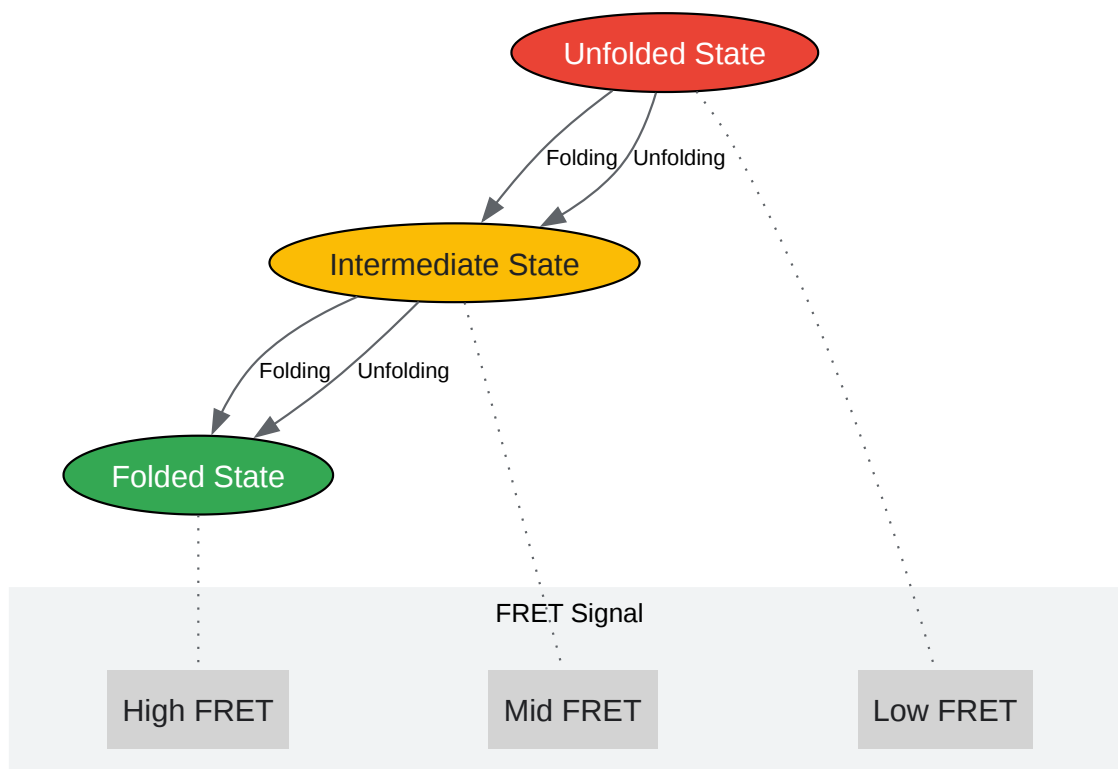 Unfolded State
Folding
Unfolding
Intermediate State
Folding
Unfolding
Folded State
FRET Signal
High FRET
Mid FRET
Low FRET